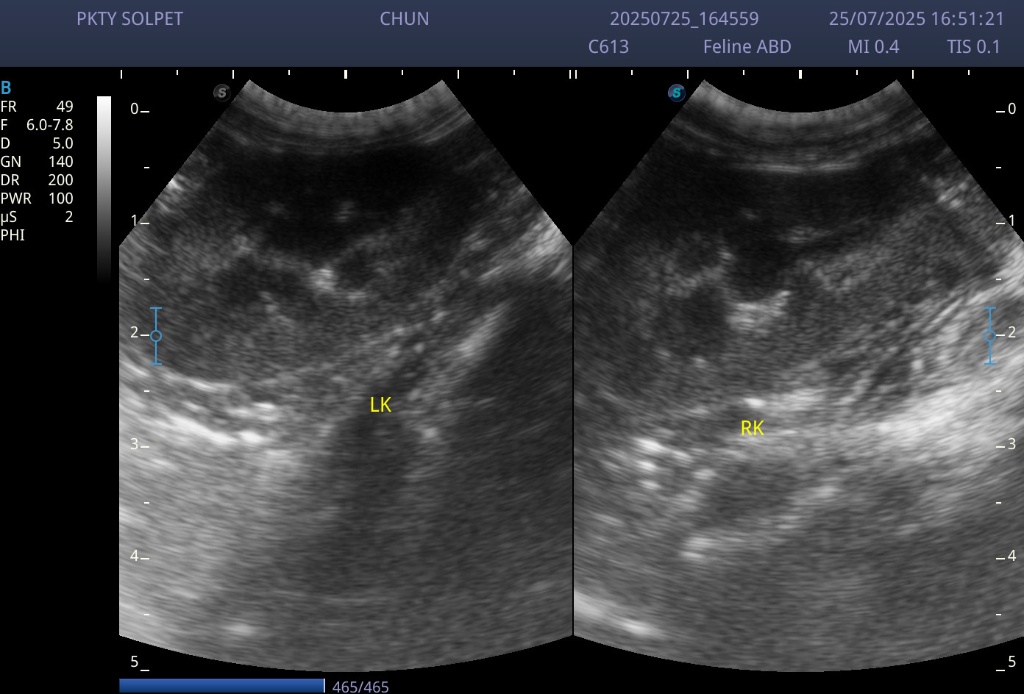 PKTY SOLPET CHUN 20250725_164559 25/07/2025 16:51:21
C613 Feline ABD MI 0.4 TIS 0.1
B
FR 49
F 6.0-7.8
D 5.0
GN 140
DR 200
PWR 100
µS 2
PHI
S S
0 0
1 1
2 2
LK
RK
3 3
4 4
5 5
465/465